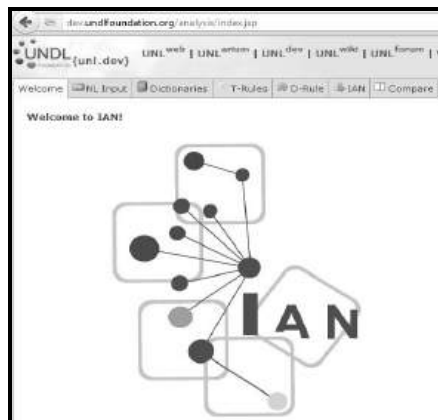 dev.undlfoundation.org/analysis/index.jsp
UNDL
FOUNDATION
{unl.dev}
UNLweb | UNLarium | UNLdev | UNLwiki | UNLforum |
Welcome NL Input Dictionaries T-Rules D-Rule IAN Compare
Welcome to IAN!
IAN